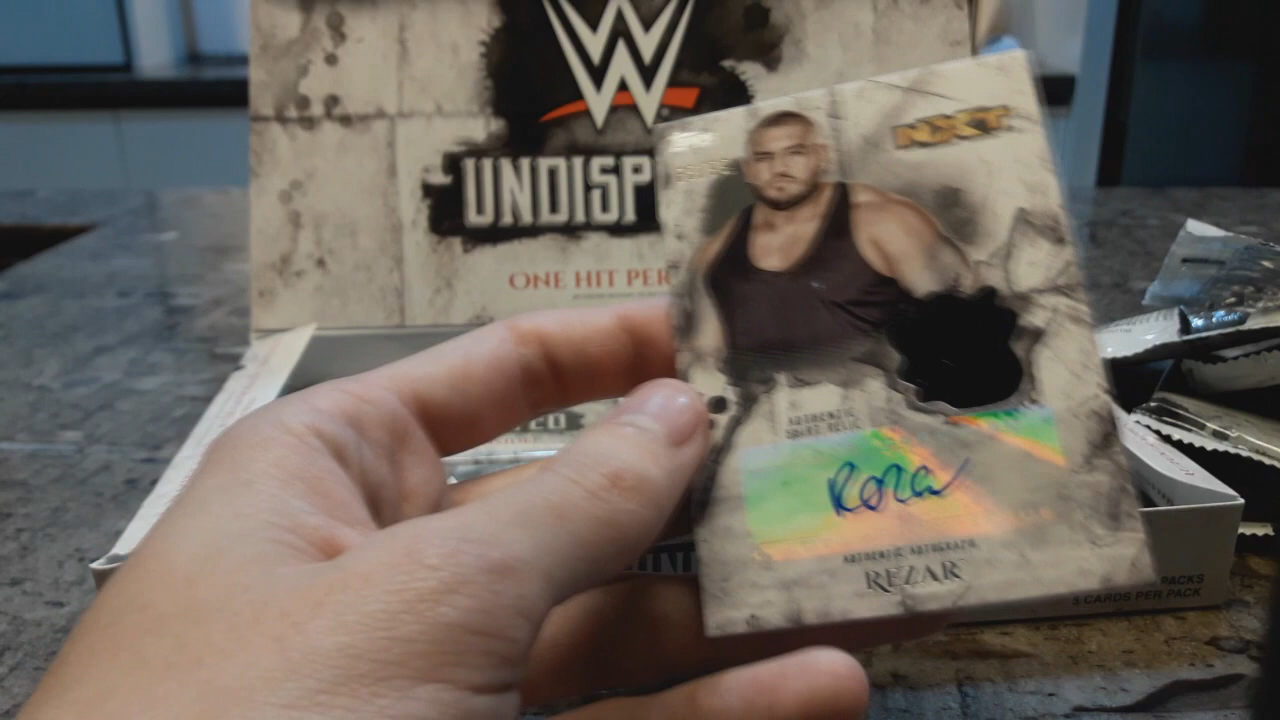 W
UNDISP
ONE HIT PER
NXT
AUTHENTIC
SHIRT RELIC
Rezar
AUTHENTIC AUTOGRAPH
REZAR
PACKS
5 CARDS PER PACK